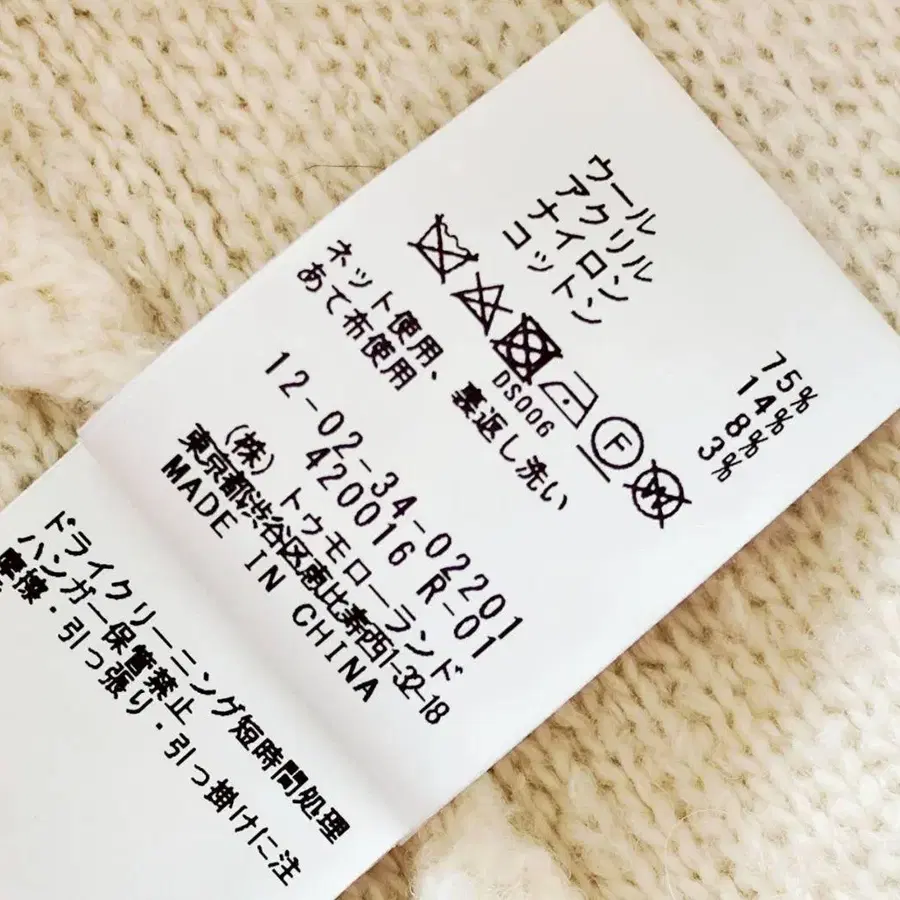 ウール 75%
アクリル 14%
ナイロン 8%
コットン 3%
F
W
DS006
ネット使用、裏返し洗い
あて布使用
12-02-34-02201
420016 R-01
(株)トゥモローランド
東京都渋谷区恵比寿西1-32-18
MADE IN CHINA
ドライクリーニング短時間処理
ハンガー保管禁止
摩擦・引っ張り・引っ掛けに注